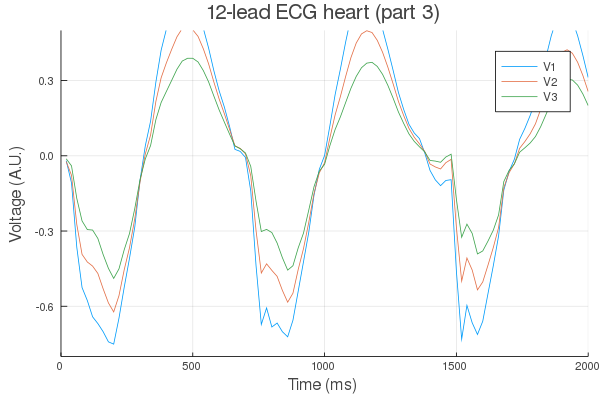 12-lead ECG heart (part 3)
V1
V2
V3
Voltage (A.U.)
0.3
0.0
-0.3
-0.6
0
500
1000
1500
2000
Time (ms)